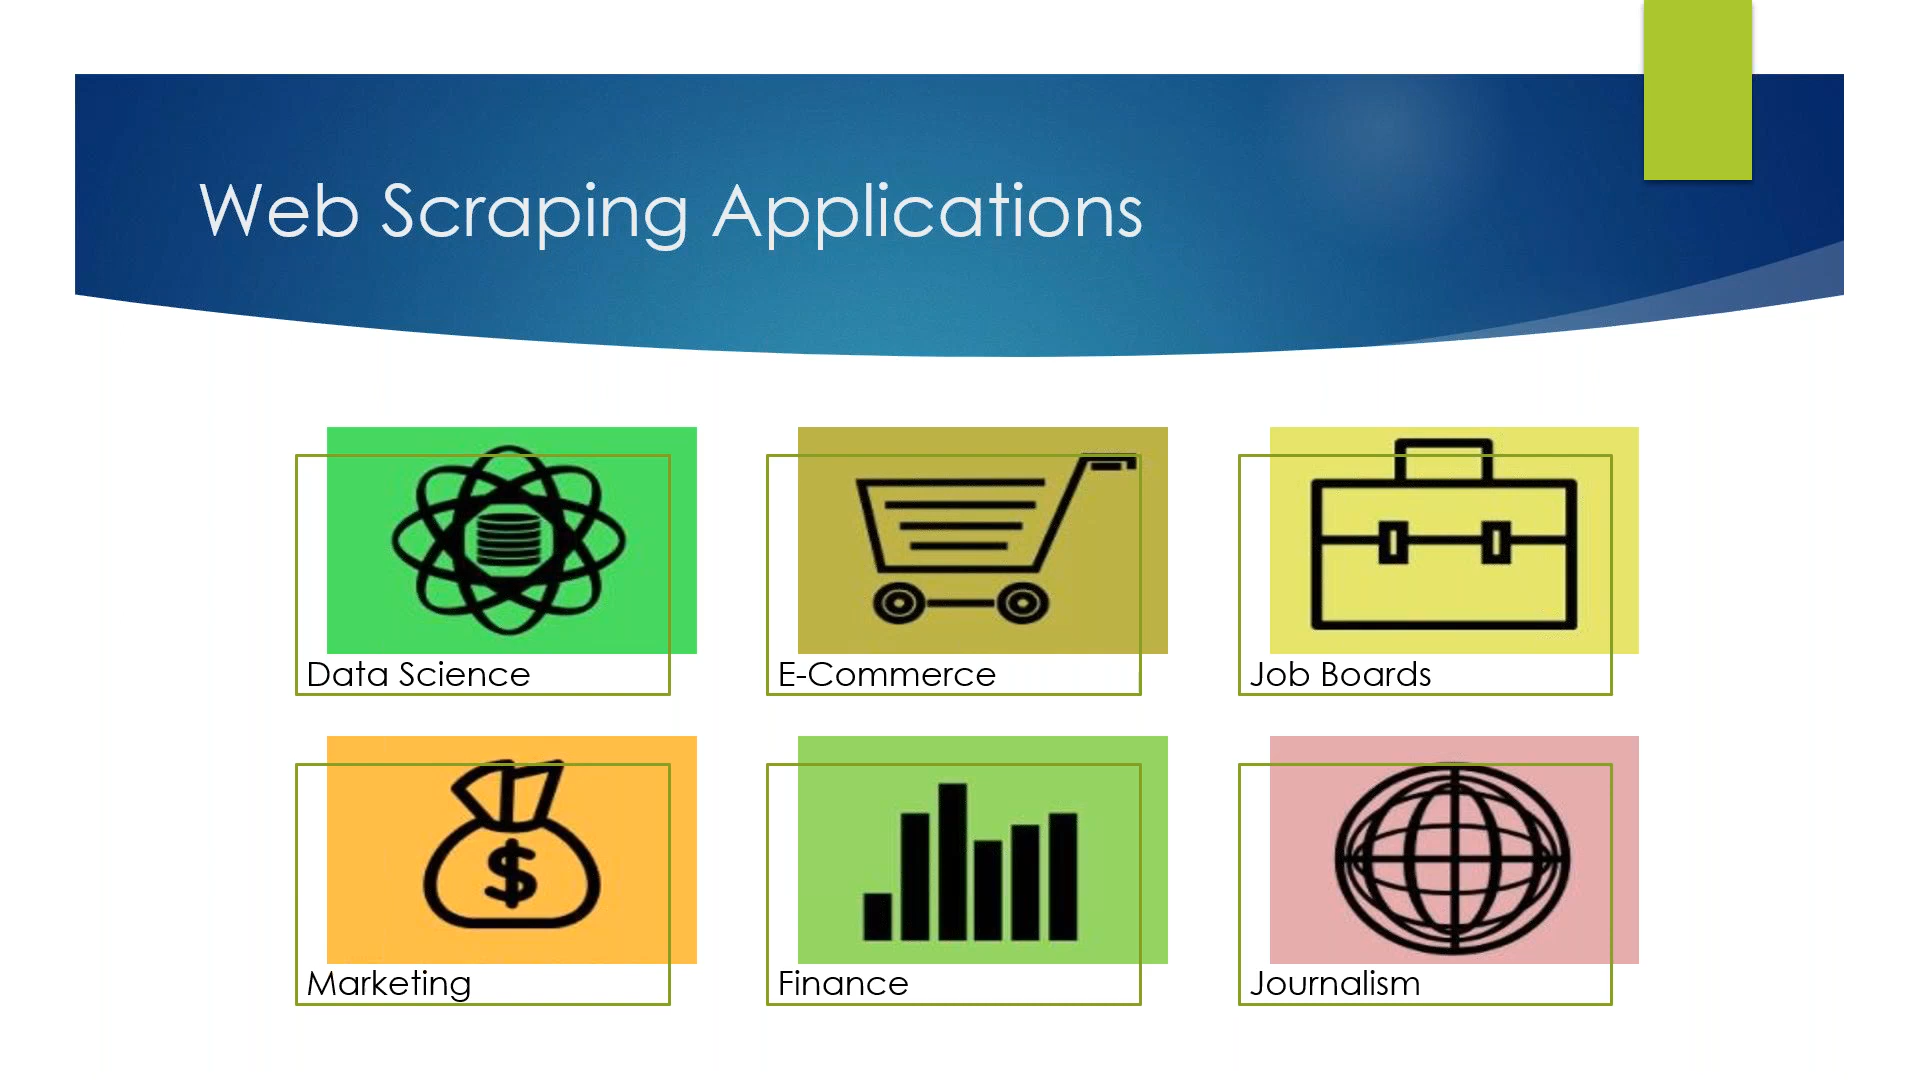 Web Scraping Applications
Data Science
E-Commerce
Job Boards
$
Marketing
Finance
Journalism